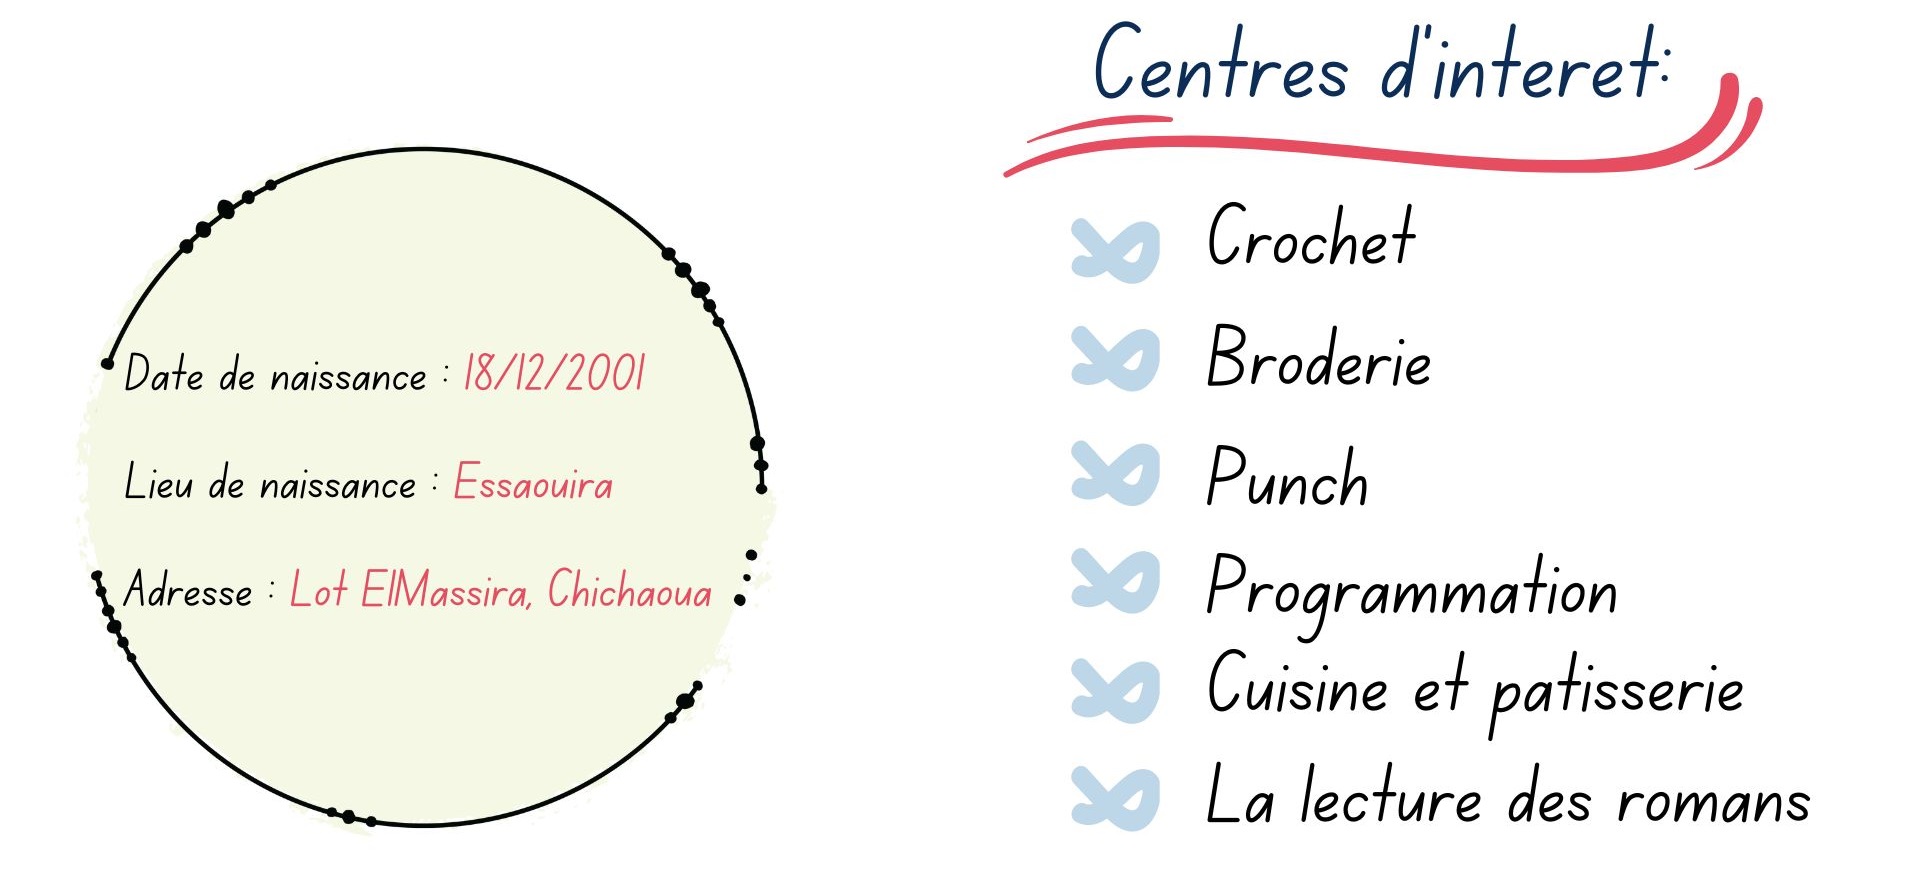 Date de naissance : 18/12/2001
Lieu de naissance : Essaouira
Adresse : Lot ElMassira, Chichaoua
Centres d'interet:
Crochet
Broderie
Punch
Programmation
Cuisine et patisserie
La lecture des romans